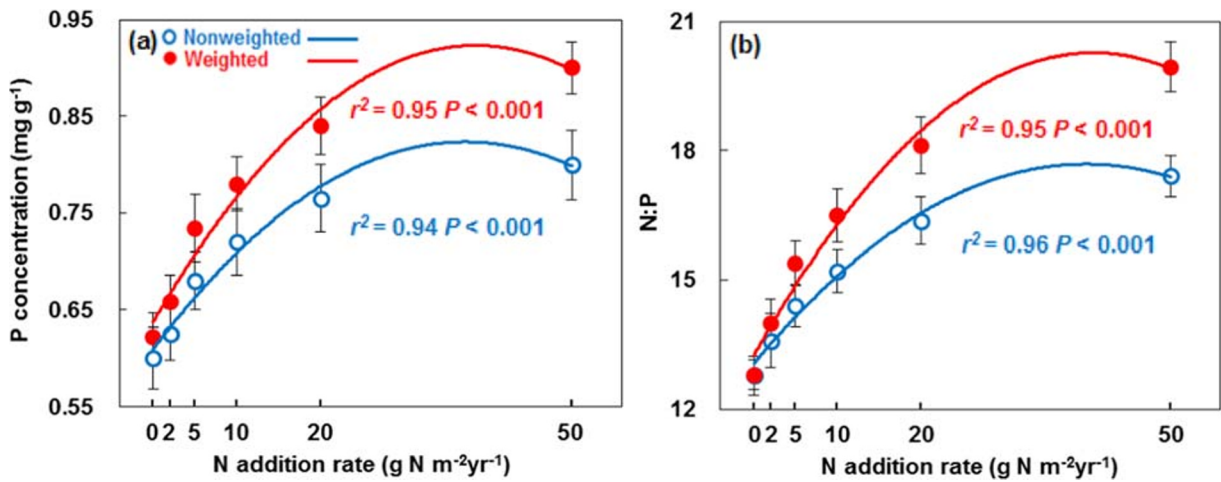 P concentration (mg g⁻¹)
0.95
0.85
0.75
0.65
0.55
(a) Nonweighted
Weighted
r² = 0.95 P < 0.001
r² = 0.94 P < 0.001
0 2 5 10 20 50
N addition rate (g N m⁻²yr⁻¹)
N:P
21
18
15
12
(b)
r² = 0.95 P < 0.001
r² = 0.96 P < 0.001
0 2 5 10 20 50
N addition rate (g N m⁻²yr⁻¹)